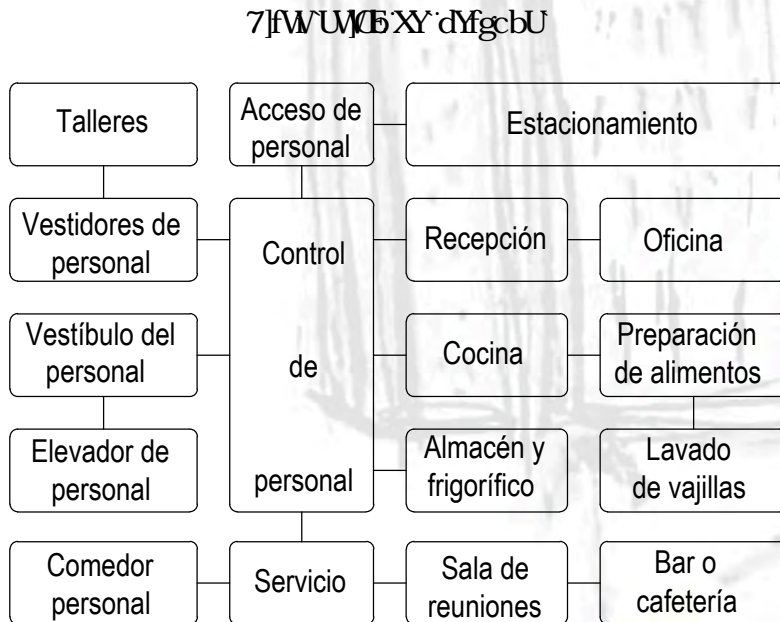 Talleres
Acceso de
personal
Estacionamiento
Vestidores de
personal
Control
de
personal
Recepción
Oficina
Vestíbulo del
personal
Cocina
Preparación
de alimentos
Elevador de
personal
Almacén y
frigorífico
Lavado
de vajillas
Comedor
personal
Servicio
Sala de
reuniones
Bar o
cafetería